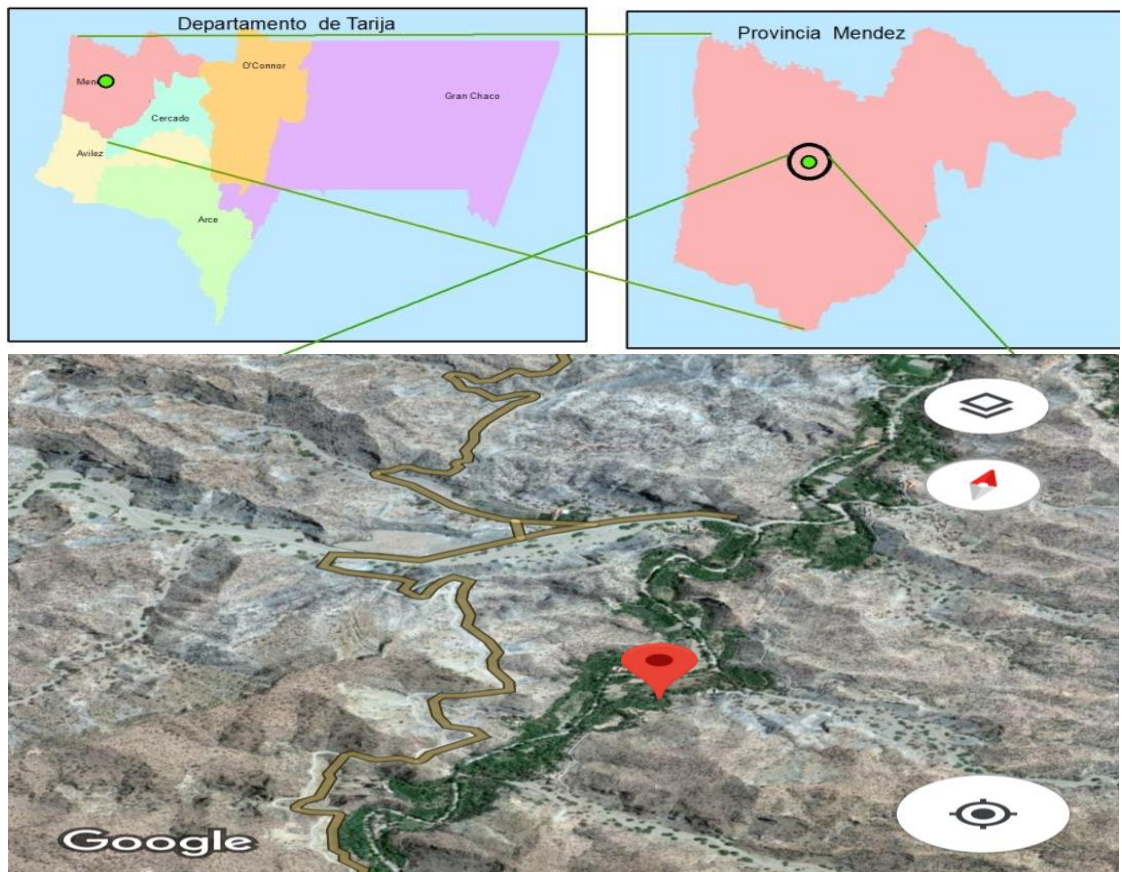 Departamento de Tarija
O'Connor
Gran Chaco
Cercado
Avilez
Arce
Provincia Mendez
Google